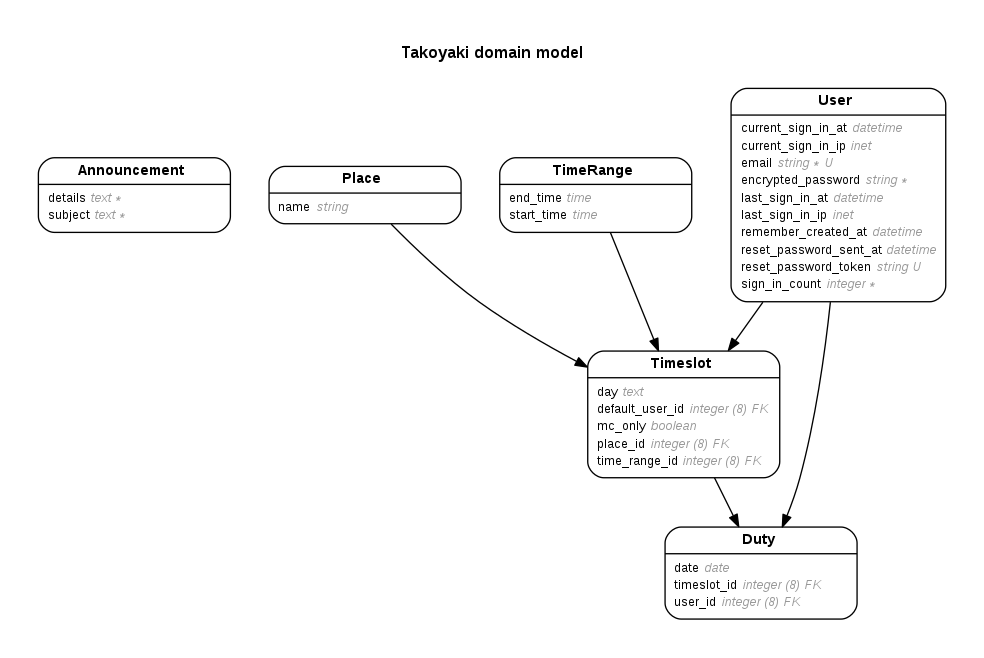 Takoyaki domain model
User
current_sign_in_at datetime
current_sign_in_ip inet
email string * U
encrypted_password string *
last_sign_in_at datetime
last_sign_in_ip inet
remember_created_at datetime
reset_password_sent_at datetime
reset_password_token string U
sign_in_count integer *
Announcement
details text *
subject text *
Place
name string
TimeRange
end_time time
start_time time
Timeslot
day text
default_user_id integer (8) FK
mc_only boolean
place_id integer (8) FK
time_range_id integer (8) FK
Duty
date date
timeslot_id integer (8) FK
user_id integer (8) FK